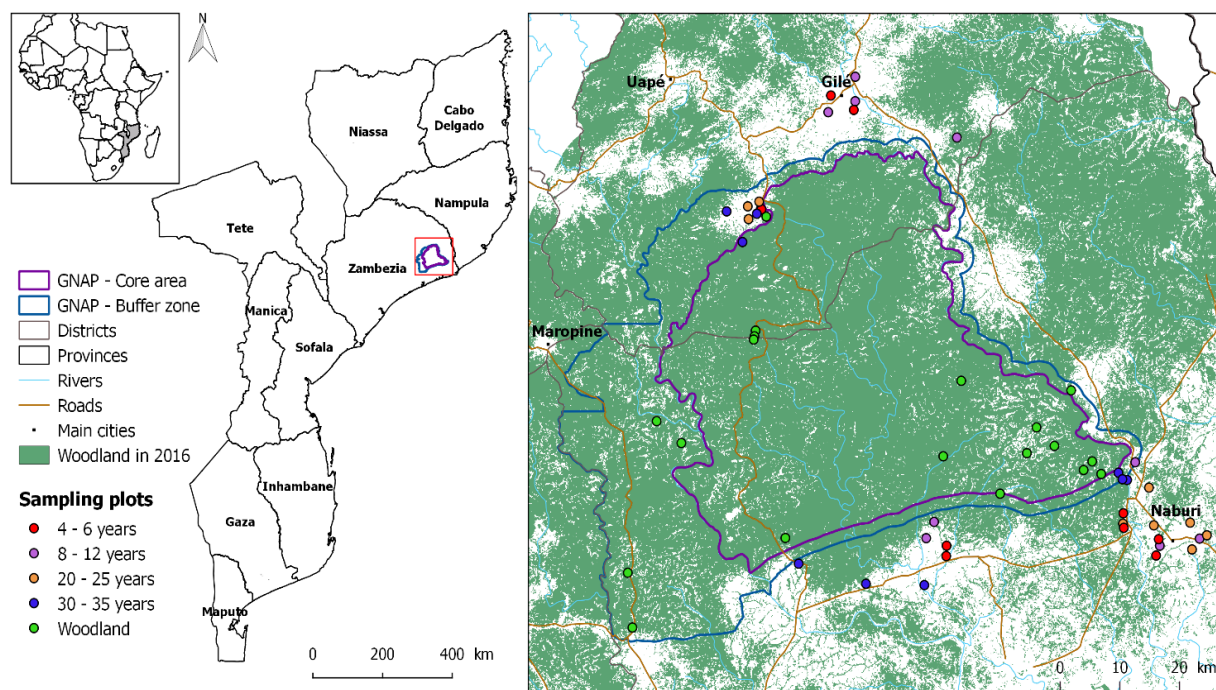 N
Cabo
Delgado
Niassa
Nampula
Tete
Zambezia
Manica
Sofala
Inhambane
Gaza
Maputo
GNAP - Core area
GNAP - Buffer zone
Districts
Provinces
Rivers
Roads
Main cities
Woodland in 2016
Sampling plots
4 - 6 years
8 - 12 years
20 - 25 years
30 - 35 years
Woodland
0 200 400 km
Uapé
Gilé
Maropine
Naburi
0 10 20 km